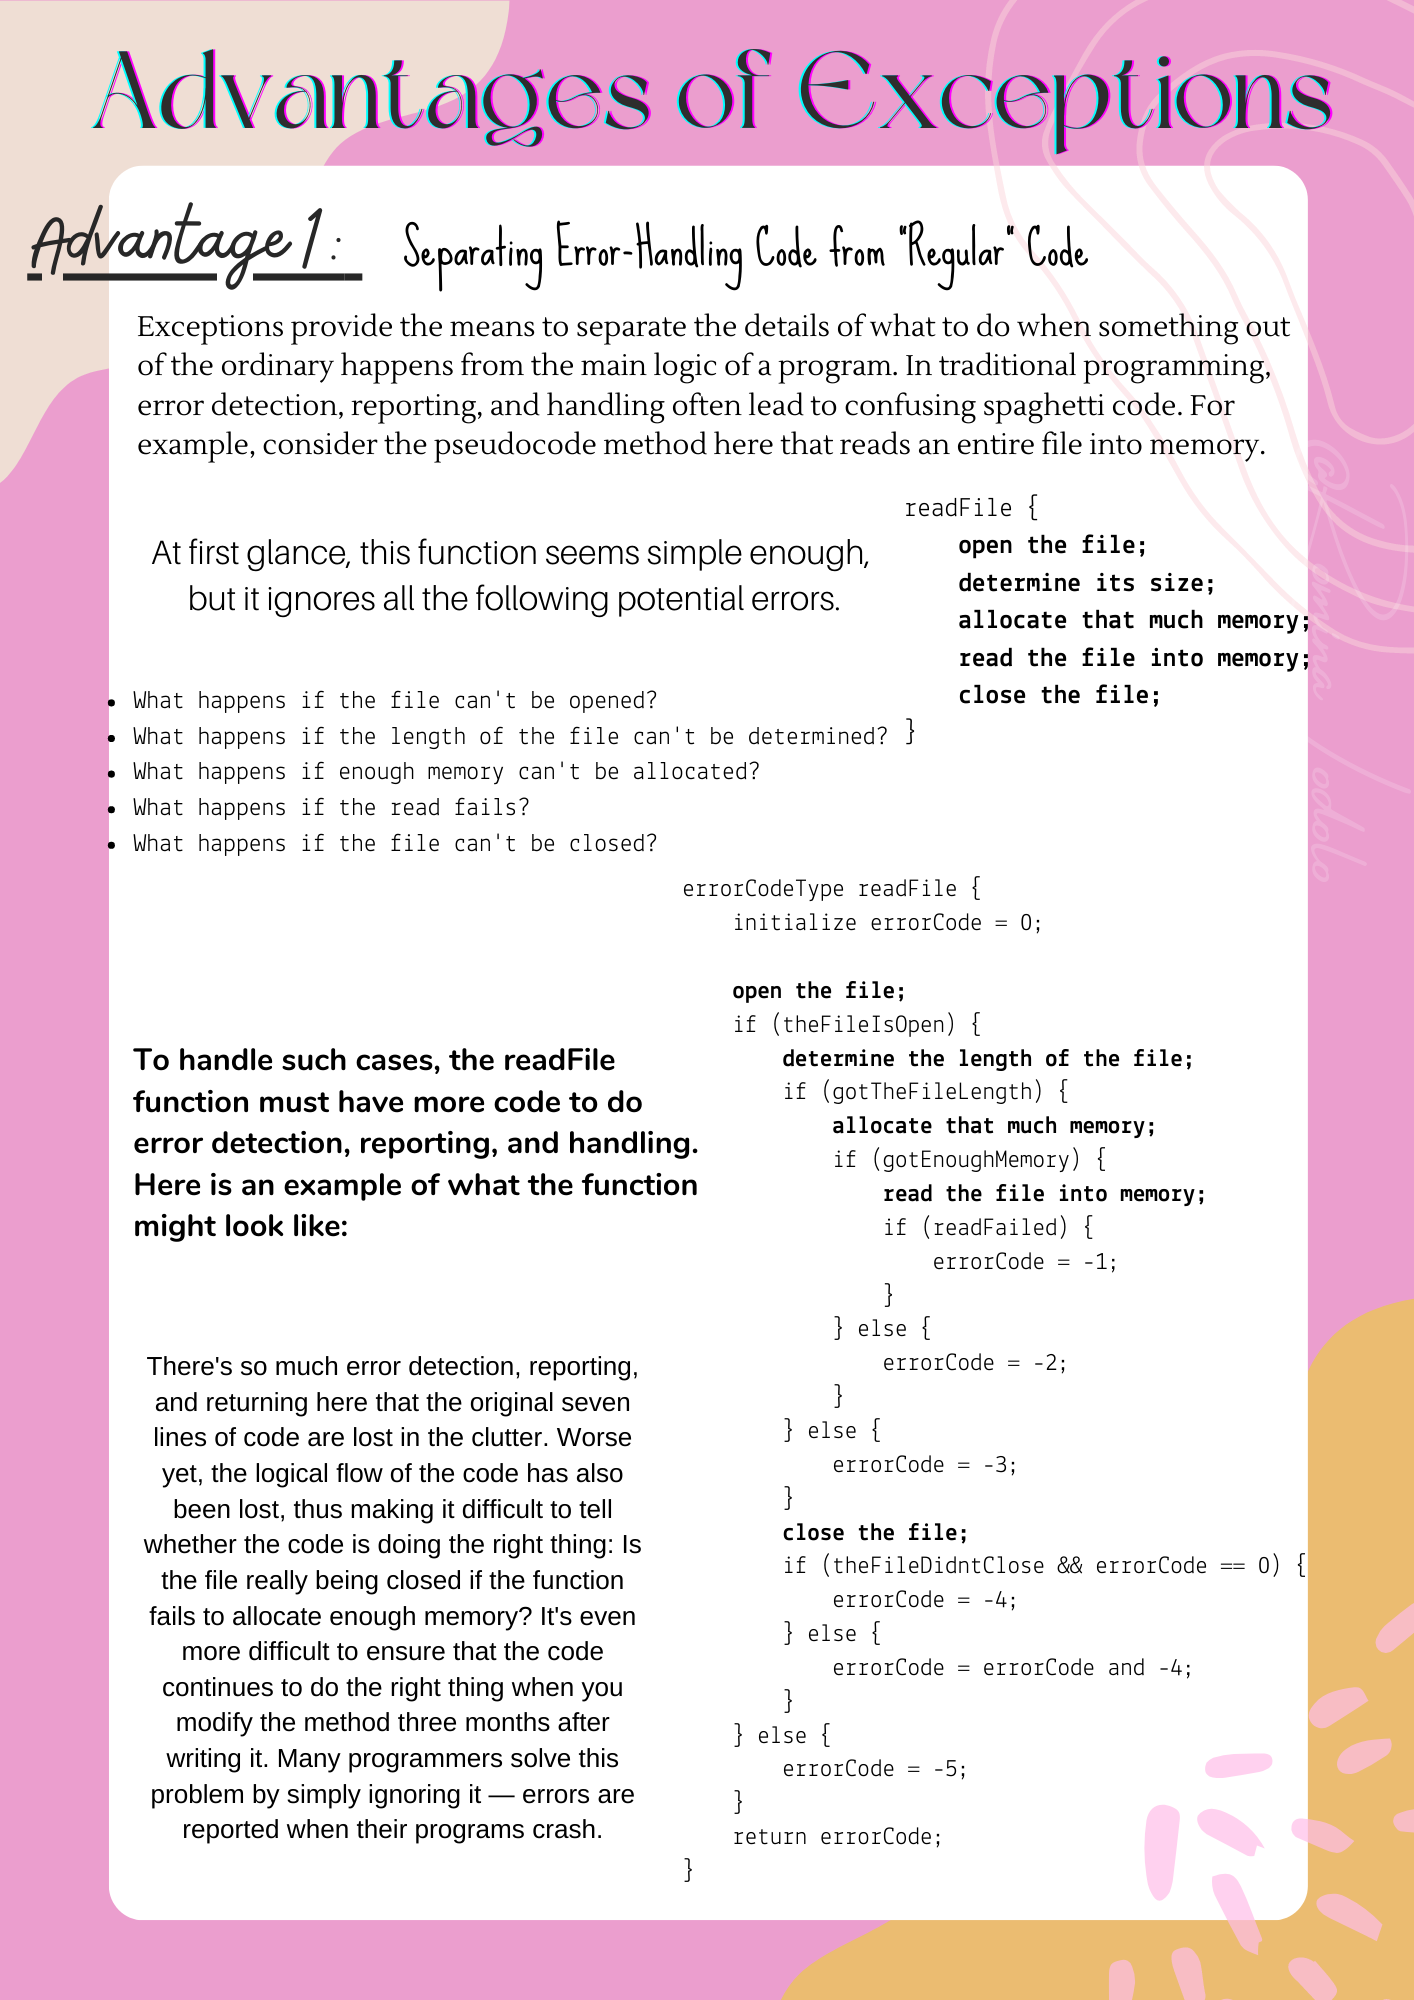 Advantages of Exceptions
Advantage 1:
Separating Error-Handling Code from "Regular" Code
Exceptions provide the means to separate the details of what to do when something out
of the ordinary happens from the main logic of a program. In traditional programming,
error detection, reporting, and handling often lead to confusing spaghetti code. For
example, consider the pseudocode method here that reads an entire file into memory.
readFile {
    open the file;
    determine its size;
    allocate that much memory;
    read the file into memory;
    close the file;
}
At first glance, this function seems simple enough,
but it ignores all the following potential errors.
• What happens if the file can't be opened?
• What happens if the length of the file can't be determined?
• What happens if enough memory can't be allocated?
• What happens if the read fails?
• What happens if the file can't be closed?
To handle such cases, the readFile
function must have more code to do
error detection, reporting, and handling.
Here is an example of what the function
might look like:
errorCodeType readFile {
    initialize errorCode = 0;
    open the file;
    if (theFileIsOpen) {
        determine the length of the file;
        if (gotTheFileLength) {
            allocate that much memory;
            if (gotEnoughMemory) {
                read the file into memory;
                if (readFailed) {
                    errorCode = -1;
                }
            } else {
                errorCode = -2;
            }
        } else {
            errorCode = -3;
        }
        close the file;
        if (theFileDidntClose && errorCode == 0) {
            errorCode = -4;
        } else {
            errorCode = errorCode and -4;
        }
    } else {
        errorCode = -5;
    }
    return errorCode;
}
There's so much error detection, reporting,
and returning here that the original seven
lines of code are lost in the clutter. Worse
yet, the logical flow of the code has also
been lost, thus making it difficult to tell
whether the code is doing the right thing: Is
the file really being closed if the function
fails to allocate enough memory? It's even
more difficult to ensure that the code
continues to do the right thing when you
modify the method three months after
writing it. Many programmers solve this
problem by simply ignoring it — errors are
reported when their programs crash.